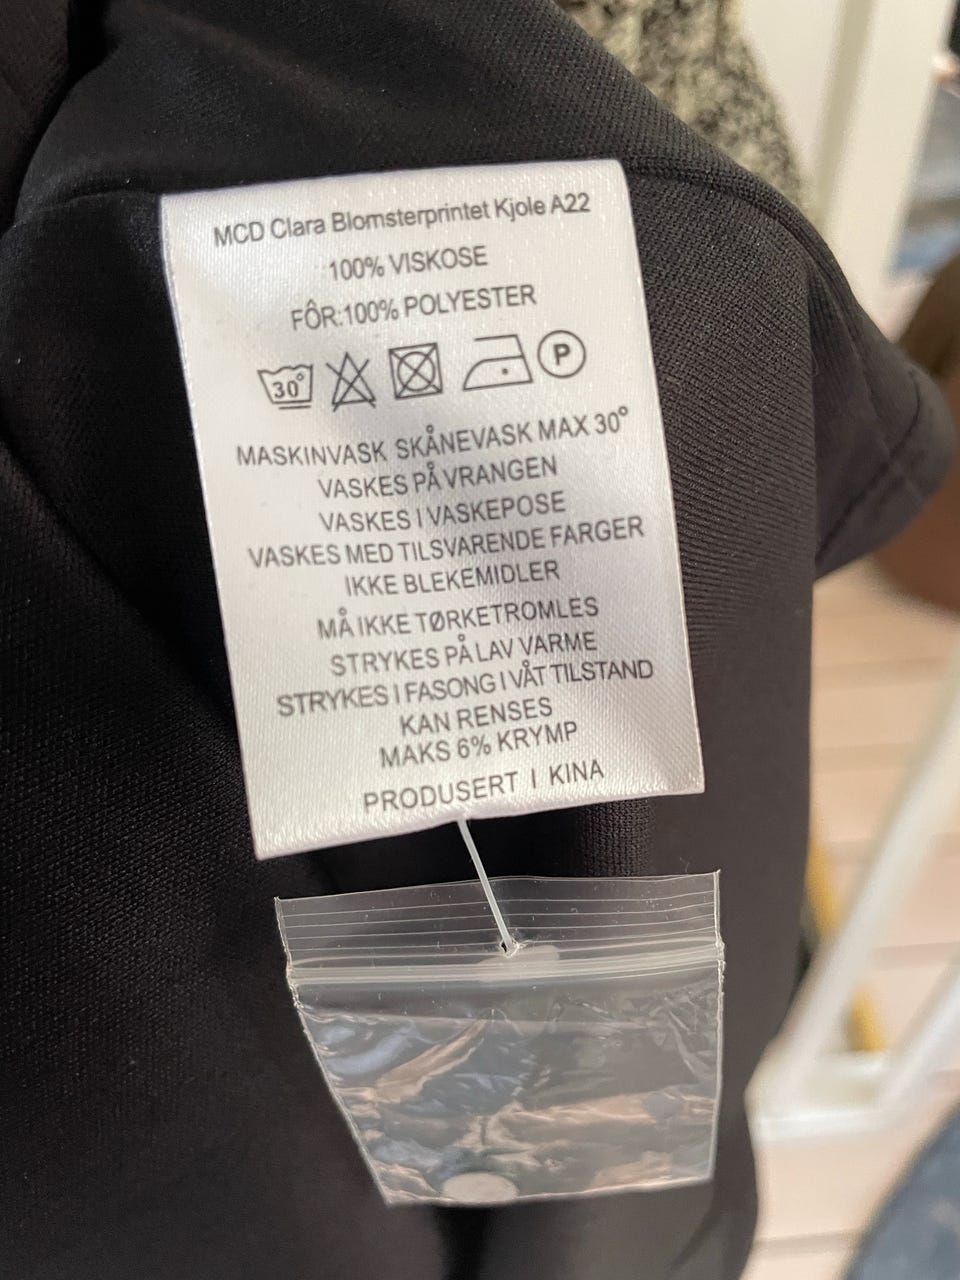 MCD Clara Blomsterprintet Kjole A22
100% VISKOSE
FÔR:100% POLYESTER
30° P
MASKINVASK SKÅNEVASK MAX 30°
VASKES PÅ VRANGEN
VASKES I VASKEPOSE
VASKES MED TILSVARENDE FARGER
IKKE BLEKEMIDLER
MÅ IKKE TØRKETROMLES
STRYKES PÅ LAV VARME
STRYKES I FASONG I VÅT TILSTAND
KAN RENSES
MAKS 6% KRYMP
PRODUSERT I KINA